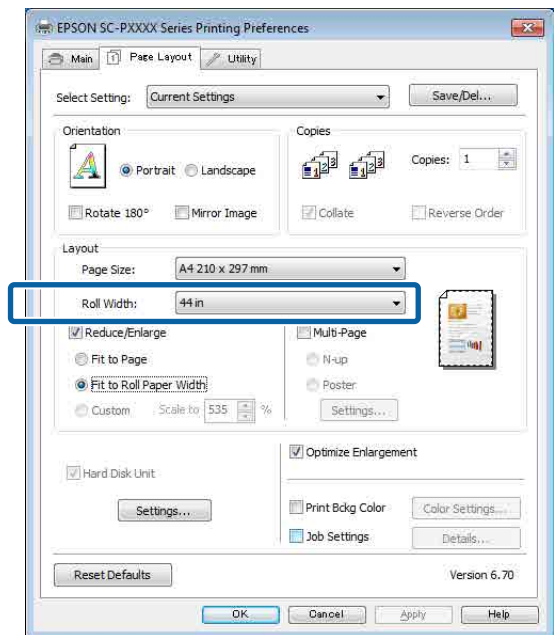 EPSON SC-PXXXX Series Printing Preferences
Main Page Layout Utility
Select Setting: Current Settings Save/Del...
Orientation Copies
Portrait Landscape Copies: 1
Rotate 180° Mirror Image Collate Reverse Order
Layout
Page Size: A4 210 x 297 mm
Roll Width: 44 in
Reduce/Enlarge Multi-Page
Fit to Page N-up
Fit to Roll Paper Width Poster
Custom Scale to 535 % Settings...
Optimize Enlargement
Hard Disk Unit
Settings... Print Bckg Color Color Settings...
Job Settings Details...
Reset Defaults Version 6.70
OK Cancel Apply Help